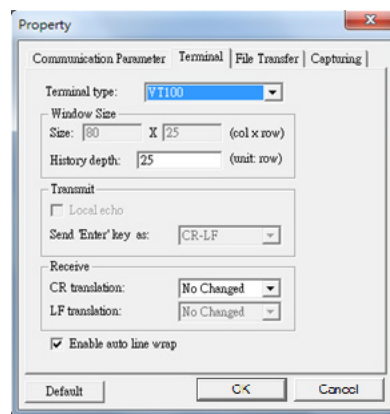 Property
Communication Parameter Terminal File Transfer Capturing
Terminal type: VT100
Window Size
Size: 80 X 25 (col x row)
History depth: 25 (unit: row)
Transmit
Local echo
Send 'Enter' key as: CR-LF
Receive
CR translation: No Changed
LF translation: No Changed
Enable auto line wrap
Default OK Cancel